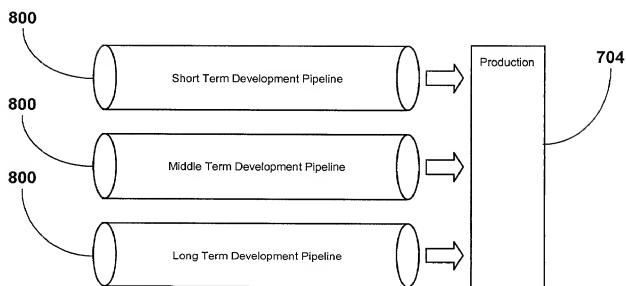 800
Short Term Development Pipeline
Production
704
800
Middle Term Development Pipeline
800
Long Term Development Pipeline